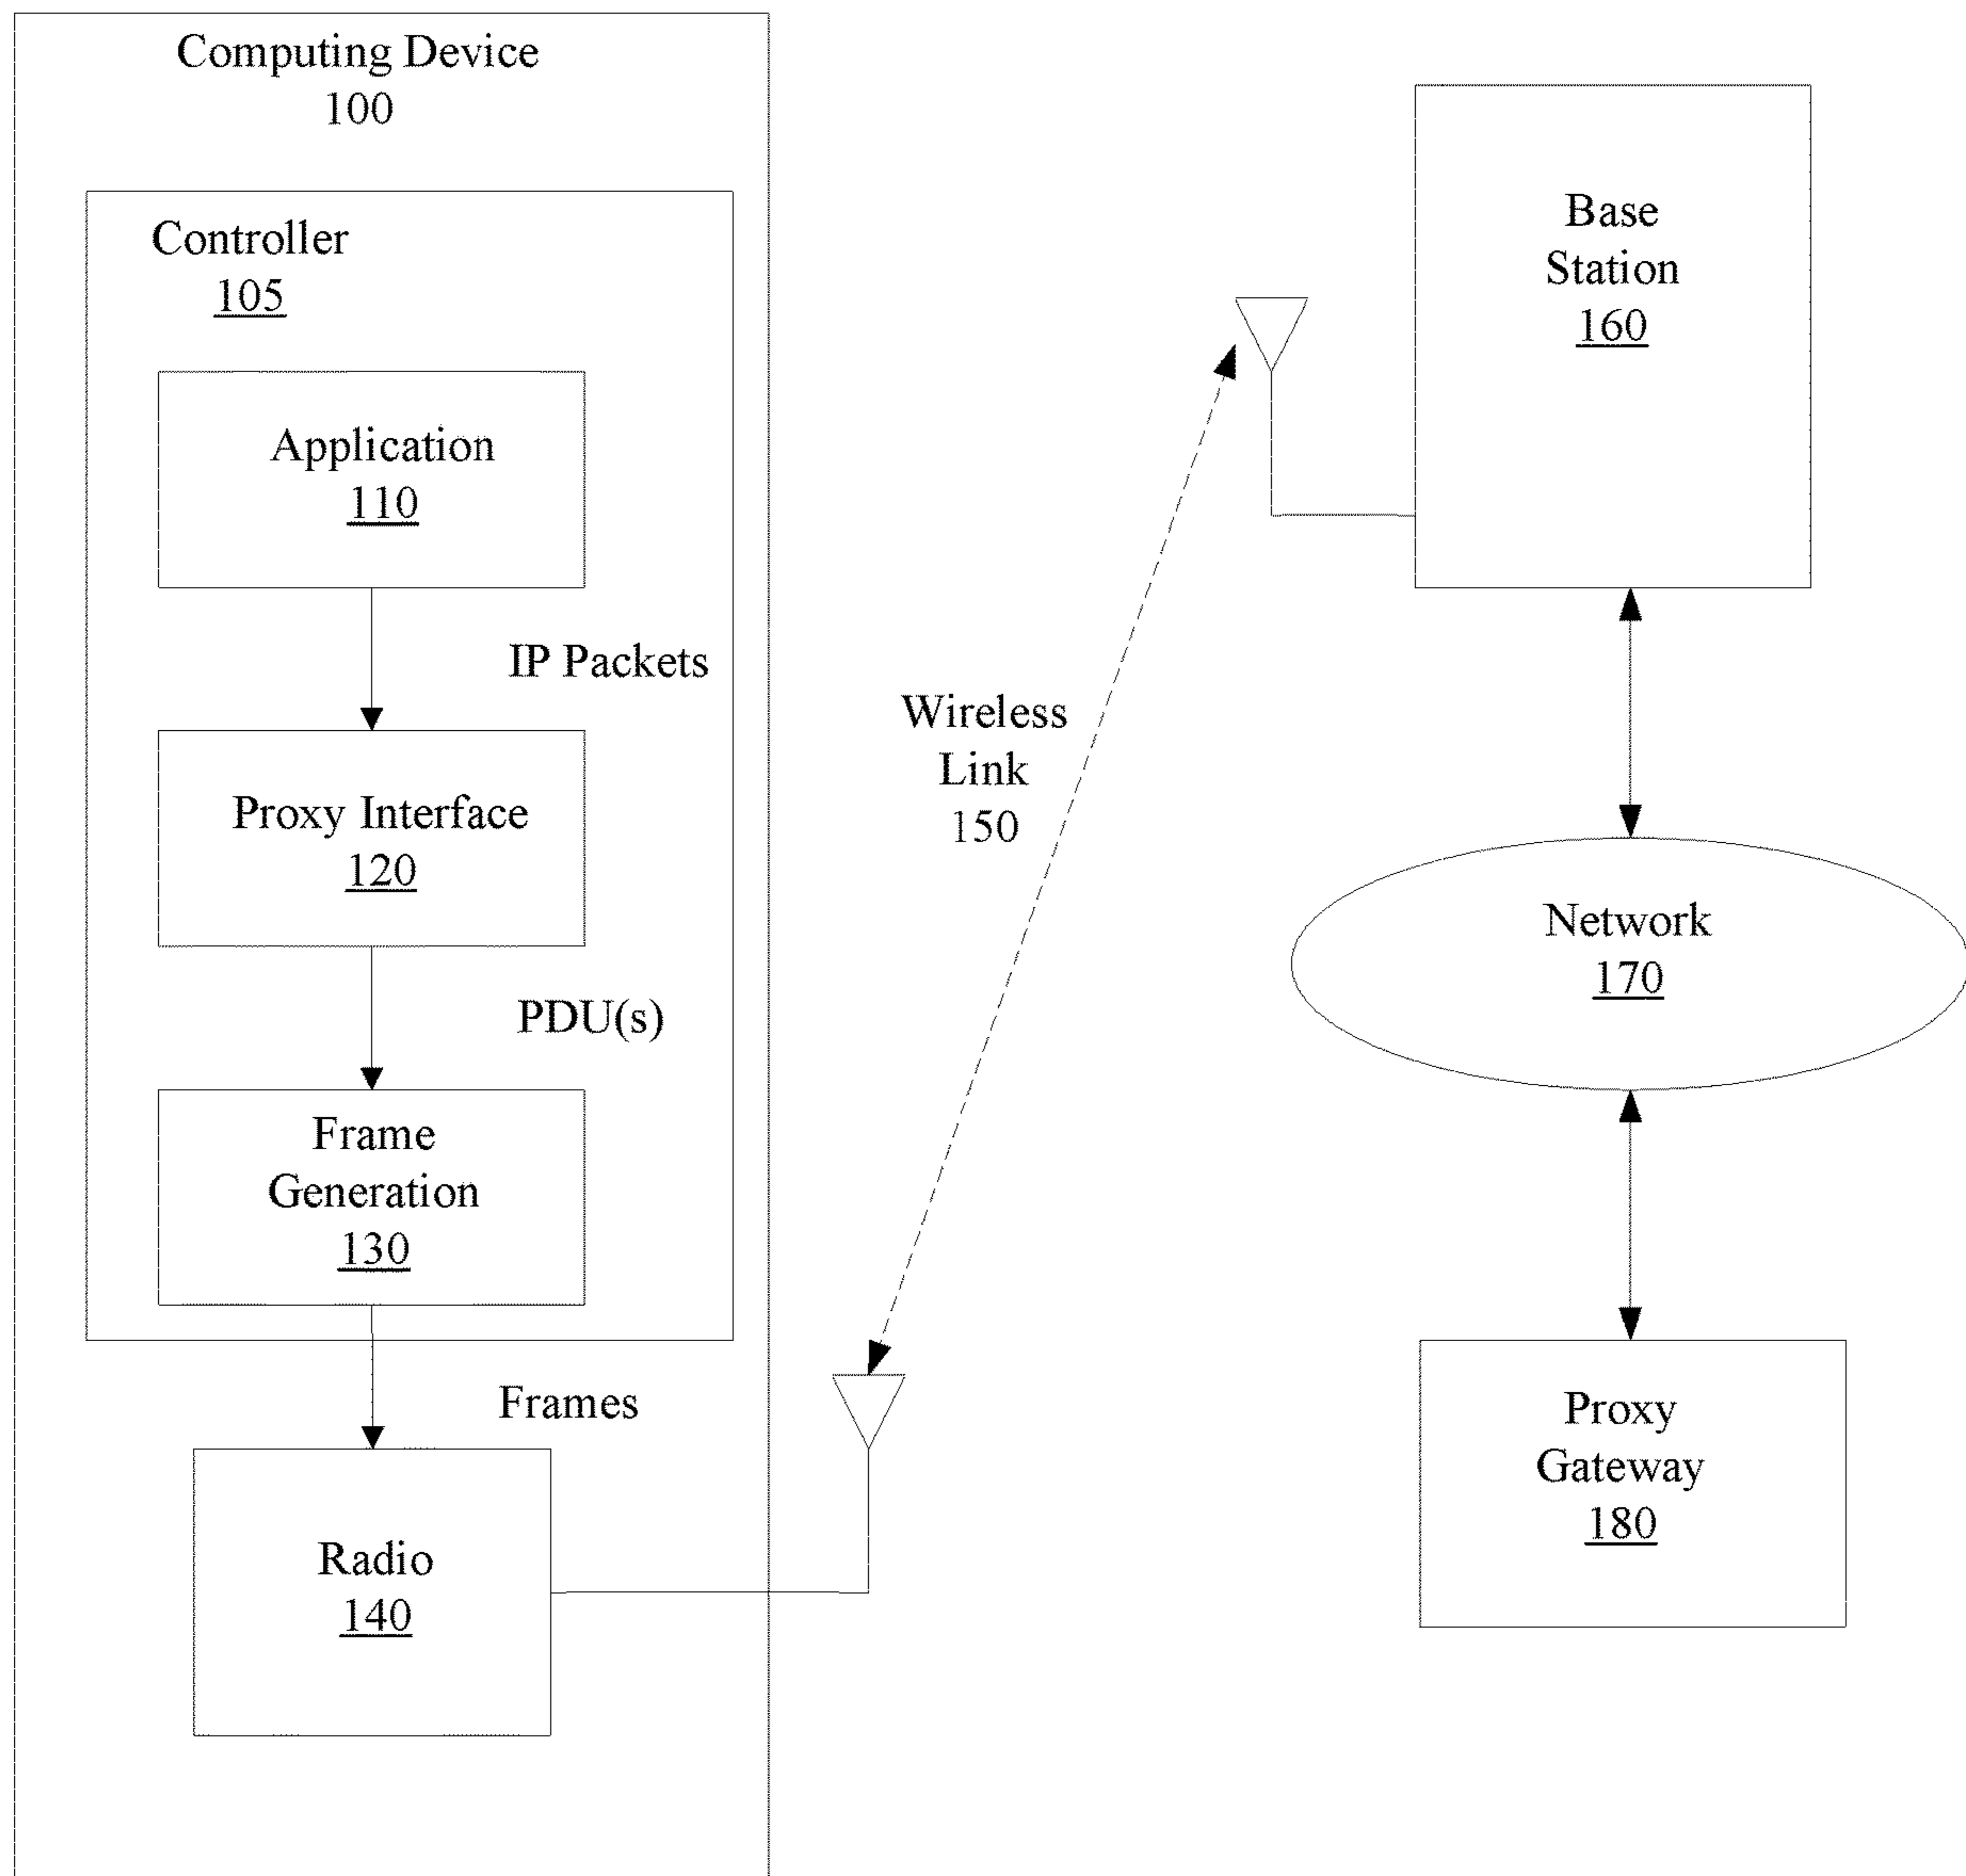 Computing Device
100
Controller
105
Application
110
IP Packets
Proxy Interface
120
PDU(s)
Frame
Generation
130
Frames
Radio
140
Wireless
Link
150
Base
Station
160
Network
170
Proxy
Gateway
180